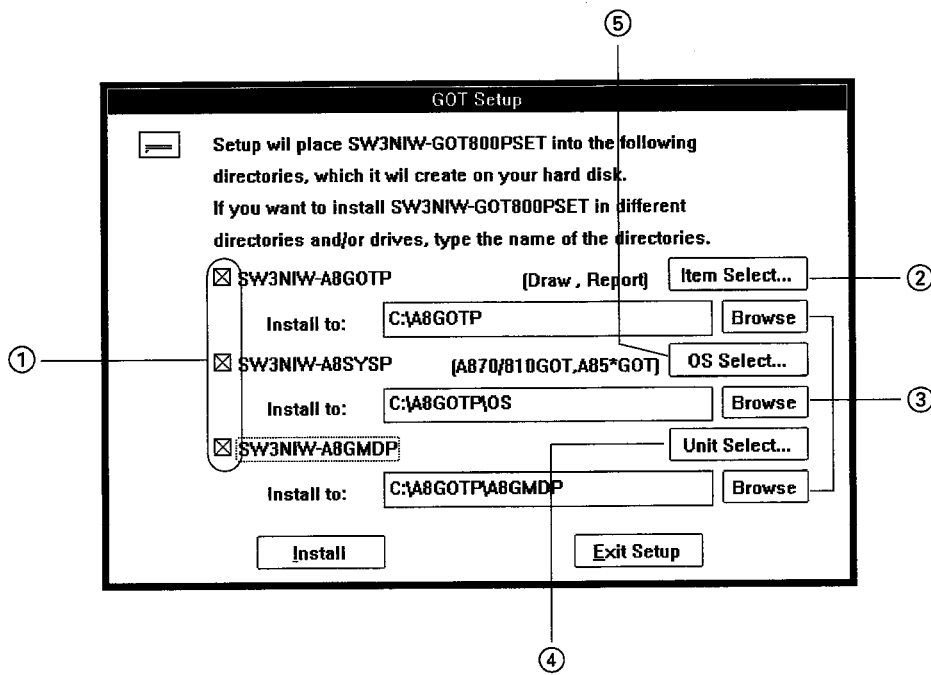 ⑤
GOT Setup
Setup wil place SW3NIW-GOT800PSET into the following
directories, which it wil create on your hard disk.
If you want to install SW3NIW-GOT800PSET in different
directories and/or drives, type the name of the directories.
SW3NIW-A8GOTP (Draw , Report) Item Select... ②
Install to: C:\A8GOTP Browse
① SW3NIW-A8SYSP (A870/810GOT,A85*GOT) OS Select...
Install to: C:\A8GOTP\OS Browse ③
SW3NIW-A8GMDP Unit Select...
Install to: C:\A8GOTP\A8GMDP Browse
Install Exit Setup
④